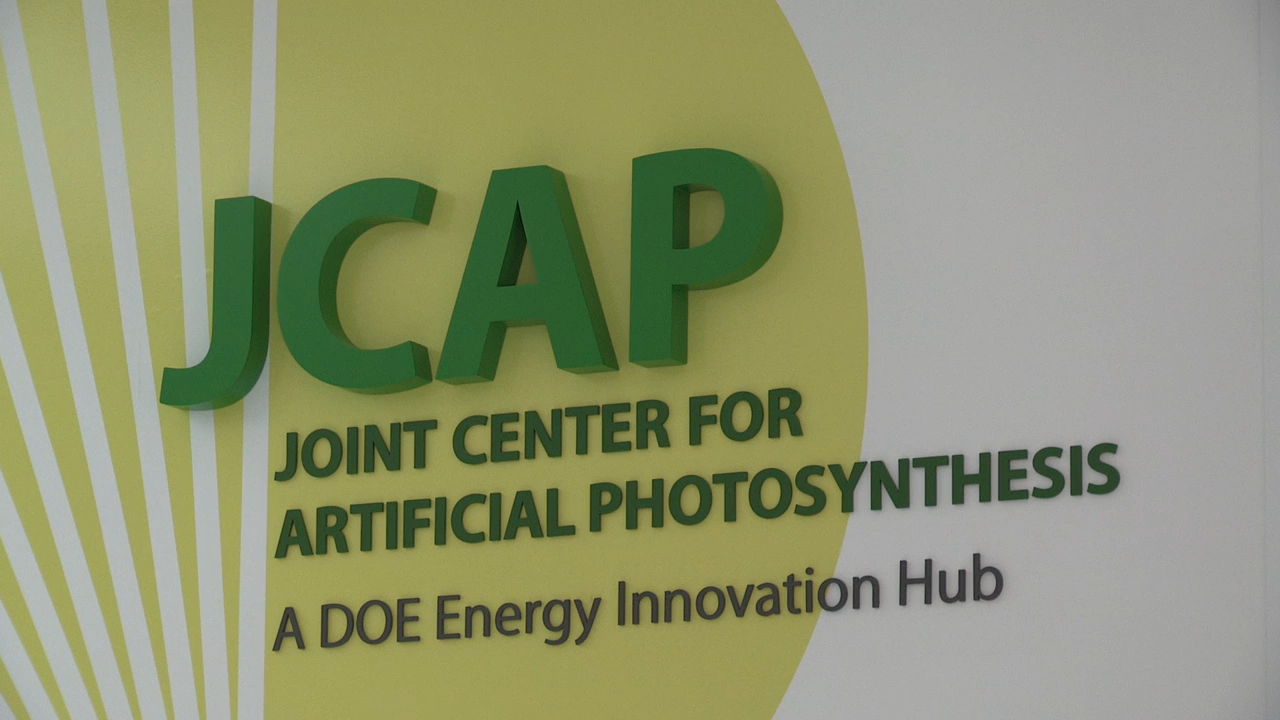 JCAP
JOINT CENTER FOR
ARTIFICIAL PHOTOSYNTHESIS
A DOE Energy Innovation Hub